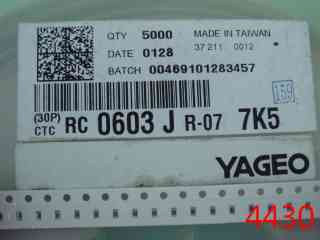 QTY 5000 MADE IN TAIWAN
DATE 0128 37 211 0012
BATCH 00469101283457
159
(30P) CTC RC 0603 J R-07 7K5
YAGEO
4430